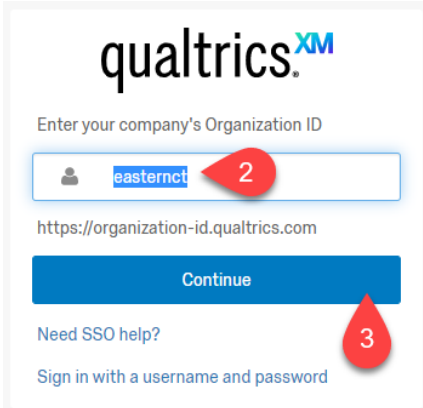 qualtrics.XM
Enter your company's Organization ID
easternct 2
https://organization-id.qualtrics.com
Continue
3
Need SSO help?
Sign in with a username and password